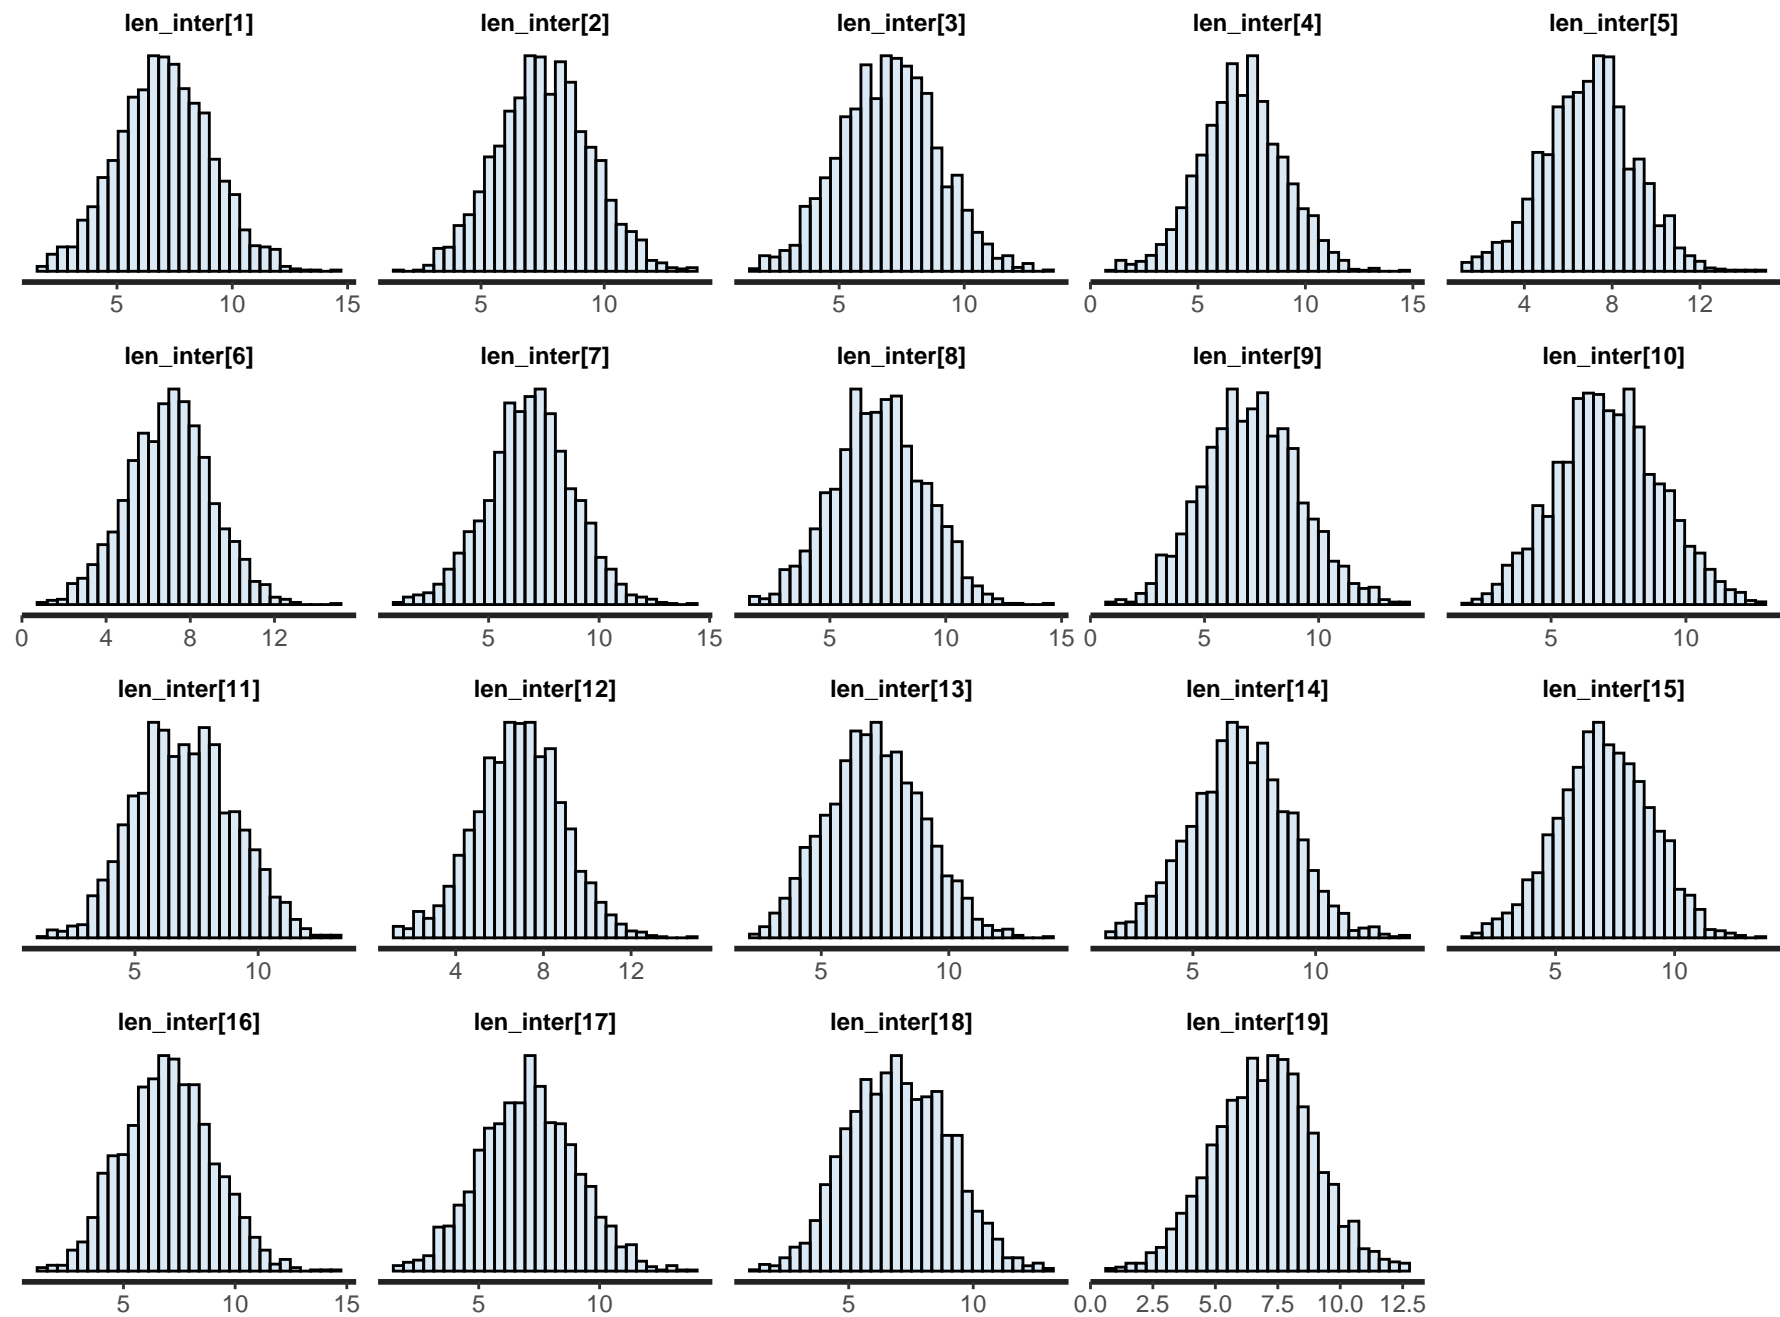 len_inter[1] len_inter[2] len_inter[3] len_inter[4] len_inter[5]
5 10 15 5 10 5 10 0 5 10 15 4 8 12
len_inter[6] len_inter[7] len_inter[8] len_inter[9] len_inter[10]
0 4 8 12 5 10 15 5 10 15 0 5 10 5 10
len_inter[11] len_inter[12] len_inter[13] len_inter[14] len_inter[15]
5 10 4 8 12 5 10 5 10 5 10
len_inter[16] len_inter[17] len_inter[18] len_inter[19]
5 10 15 5 10 5 10 0.0 2.5 5.0 7.5 10.0 12.5